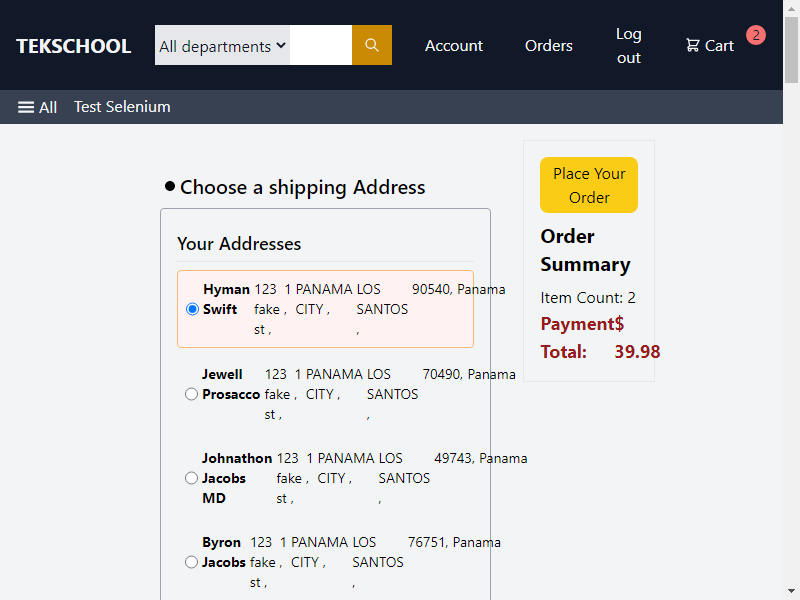 TEKSCHOOL
All departments
Account
Orders
Log out
Cart
2
All
Test Selenium
Choose a shipping Address
Your Addresses
Hyman Swift 123 fake st , 1 PANAMA CITY , LOS SANTOS , 90540, Panama
Jewell Prosacco 123 fake st , 1 PANAMA CITY , LOS SANTOS , 70490, Panama
Johnathon Jacobs MD 123 fake st , 1 PANAMA CITY , LOS SANTOS , 49743, Panama
Byron Jacobs 123 fake st , 1 PANAMA CITY , LOS SANTOS , 76751, Panama
Place Your
Order
Order
Summary
Item Count: 2
Payment Total: $ 39.98